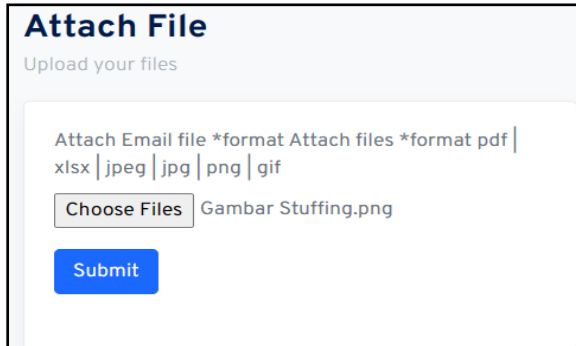 Attach File
Upload your files
Attach Email file *format Attach files *format pdf |
xlsx | jpeg | jpg | png | gif
Choose Files Gambar Stuffing.png
Submit